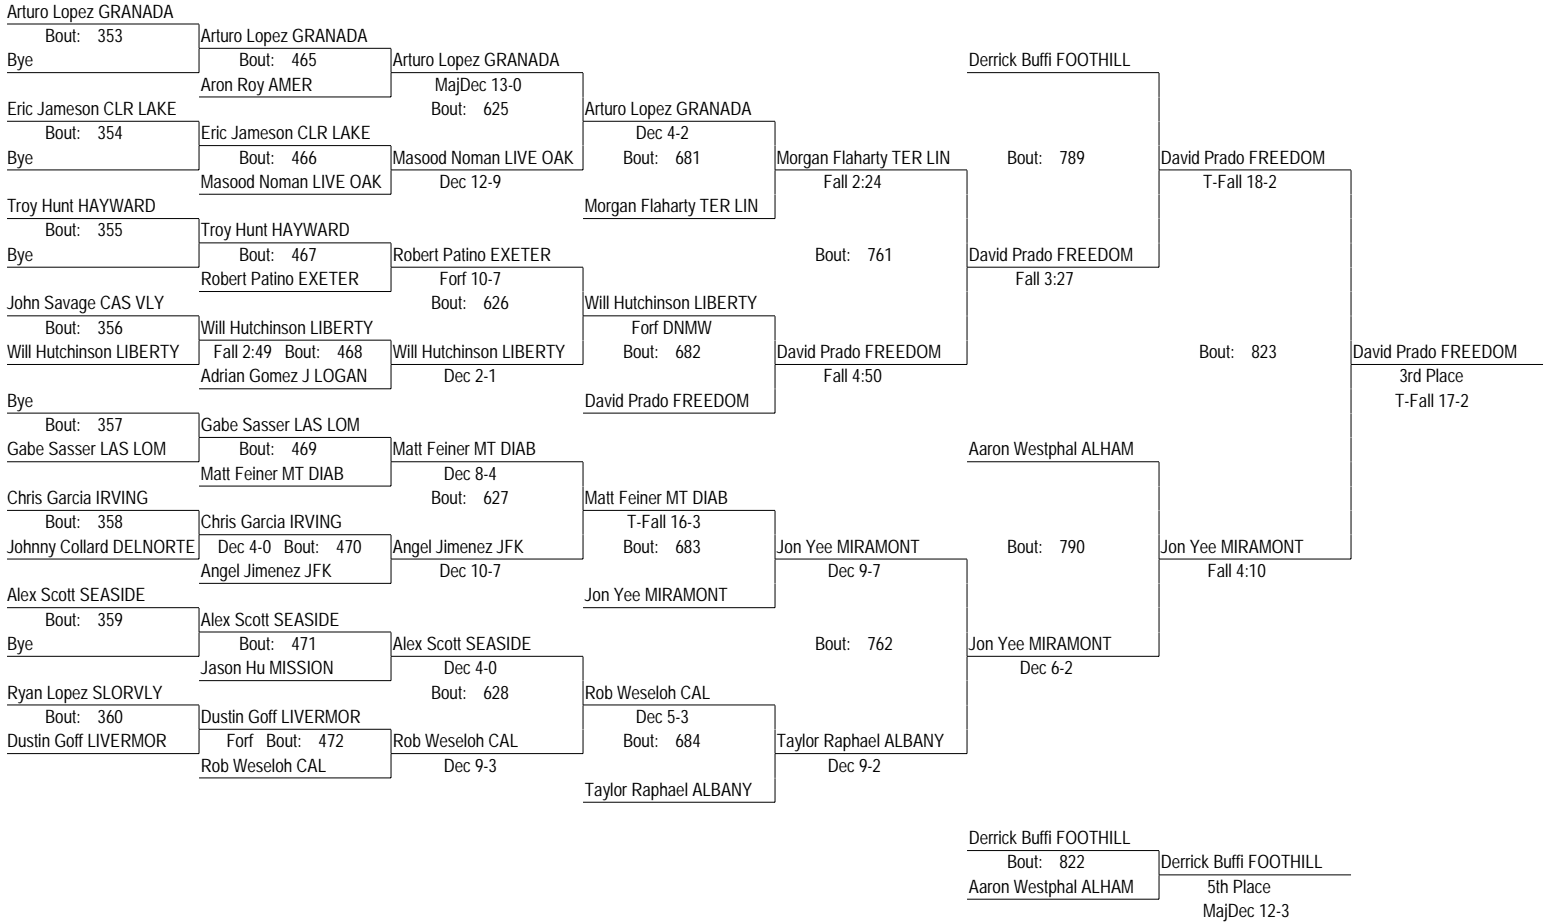 Arturo Lopez GRANADA
Bout: 353
Arturo Lopez GRANADA
Bye
Bout: 465
Arturo Lopez GRANADA
Derrick Buffi FOOTHILL
Aron Roy AMER
MajDec 13-0
Eric Jameson CLR LAKE
Bout: 625
Arturo Lopez GRANADA
Bout: 354
Eric Jameson CLR LAKE
Dec 4-2
Bye
Bout: 466
Masood Noman LIVE OAK
Bout: 681
Morgan Flaharty TER LIN
Bout: 789
David Prado FREEDOM
Masood Noman LIVE OAK
Dec 12-9
Fall 2:24
T-Fall 18-2
Troy Hunt HAYWARD
Morgan Flaharty TER LIN
Bout: 355
Troy Hunt HAYWARD
Bye
Bout: 467
Robert Patino EXETER
Bout: 761
David Prado FREEDOM
Robert Patino EXETER
Forf 10-7
Fall 3:27
John Savage CAS VLY
Bout: 626
Will Hutchinson LIBERTY
Bout: 356
Will Hutchinson LIBERTY
Forf DNMW
Will Hutchinson LIBERTY
Fall 2:49 Bout: 468
Will Hutchinson LIBERTY
Bout: 682
David Prado FREEDOM
Bout: 823
David Prado FREEDOM
Adrian Gomez J LOGAN
Dec 2-1
Fall 4:50
3rd Place
Bye
David Prado FREEDOM
T-Fall 17-2
Bout: 357
Gabe Sasser LAS LOM
Gabe Sasser LAS LOM
Bout: 469
Matt Feiner MT DIAB
Aaron Westphal ALHAM
Matt Feiner MT DIAB
Dec 8-4
Chris Garcia IRVING
Bout: 627
Matt Feiner MT DIAB
Bout: 358
Chris Garcia IRVING
T-Fall 16-3
Johnny Collard DELNORTE
Dec 4-0 Bout: 470
Angel Jimenez JFK
Bout: 683
Jon Yee MIRAMONT
Bout: 790
Jon Yee MIRAMONT
Angel Jimenez JFK
Dec 10-7
Dec 9-7
Fall 4:10
Alex Scott SEASIDE
Jon Yee MIRAMONT
Bout: 359
Alex Scott SEASIDE
Bye
Bout: 471
Alex Scott SEASIDE
Bout: 762
Jon Yee MIRAMONT
Jason Hu MISSION
Dec 4-0
Dec 6-2
Ryan Lopez SLORVLY
Bout: 628
Rob Weseloh CAL
Bout: 360
Dustin Goff LIVERMOR
Dec 5-3
Dustin Goff LIVERMOR
Forf Bout: 472
Rob Weseloh CAL
Bout: 684
Taylor Raphael ALBANY
Rob Weseloh CAL
Dec 9-3
Dec 9-2
Taylor Raphael ALBANY
Derrick Buffi FOOTHILL
Bout: 822
Derrick Buffi FOOTHILL
Aaron Westphal ALHAM
5th Place
MajDec 12-3